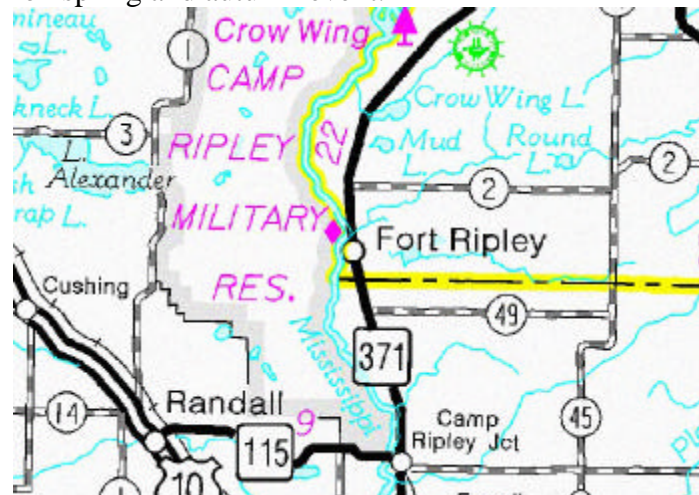 Crow Wing
mineau
L.
1
CAMP
Crow Wing L.
kneck L.
3
RIPLEY
22
Mud
L.
Round
L.
2
L.
Alexander
2
rap L.
MILITARY
Fort Ripley
Cushing
RES.
49
Mississippi
371
Randall
14
9
115
Camp
Ripley Jct
45
10